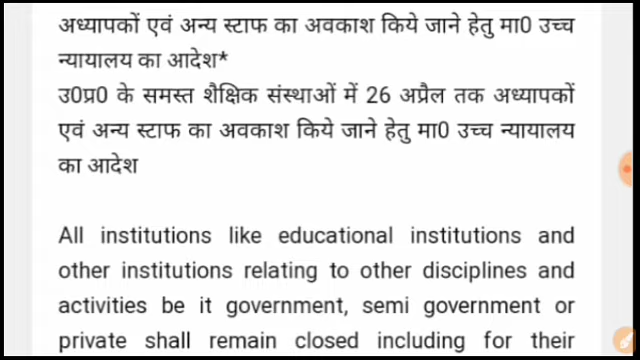 अध्यापकों एवं अन्य स्टाफ का अवकाश किये जाने हेतु मा0 उच्च
न्यायालय का आदेश*
उ0प्र0 के समस्त शैक्षिक संस्थाओं में 26 अप्रैल तक अध्यापकों
एवं अन्य स्टाफ का अवकाश किये जाने हेतु मा0 उच्च न्यायालय
का आदेश
All institutions like educational institutions and
other institutions relating to other disciplines and
activities be it government, semi government or
private shall remain closed including for their